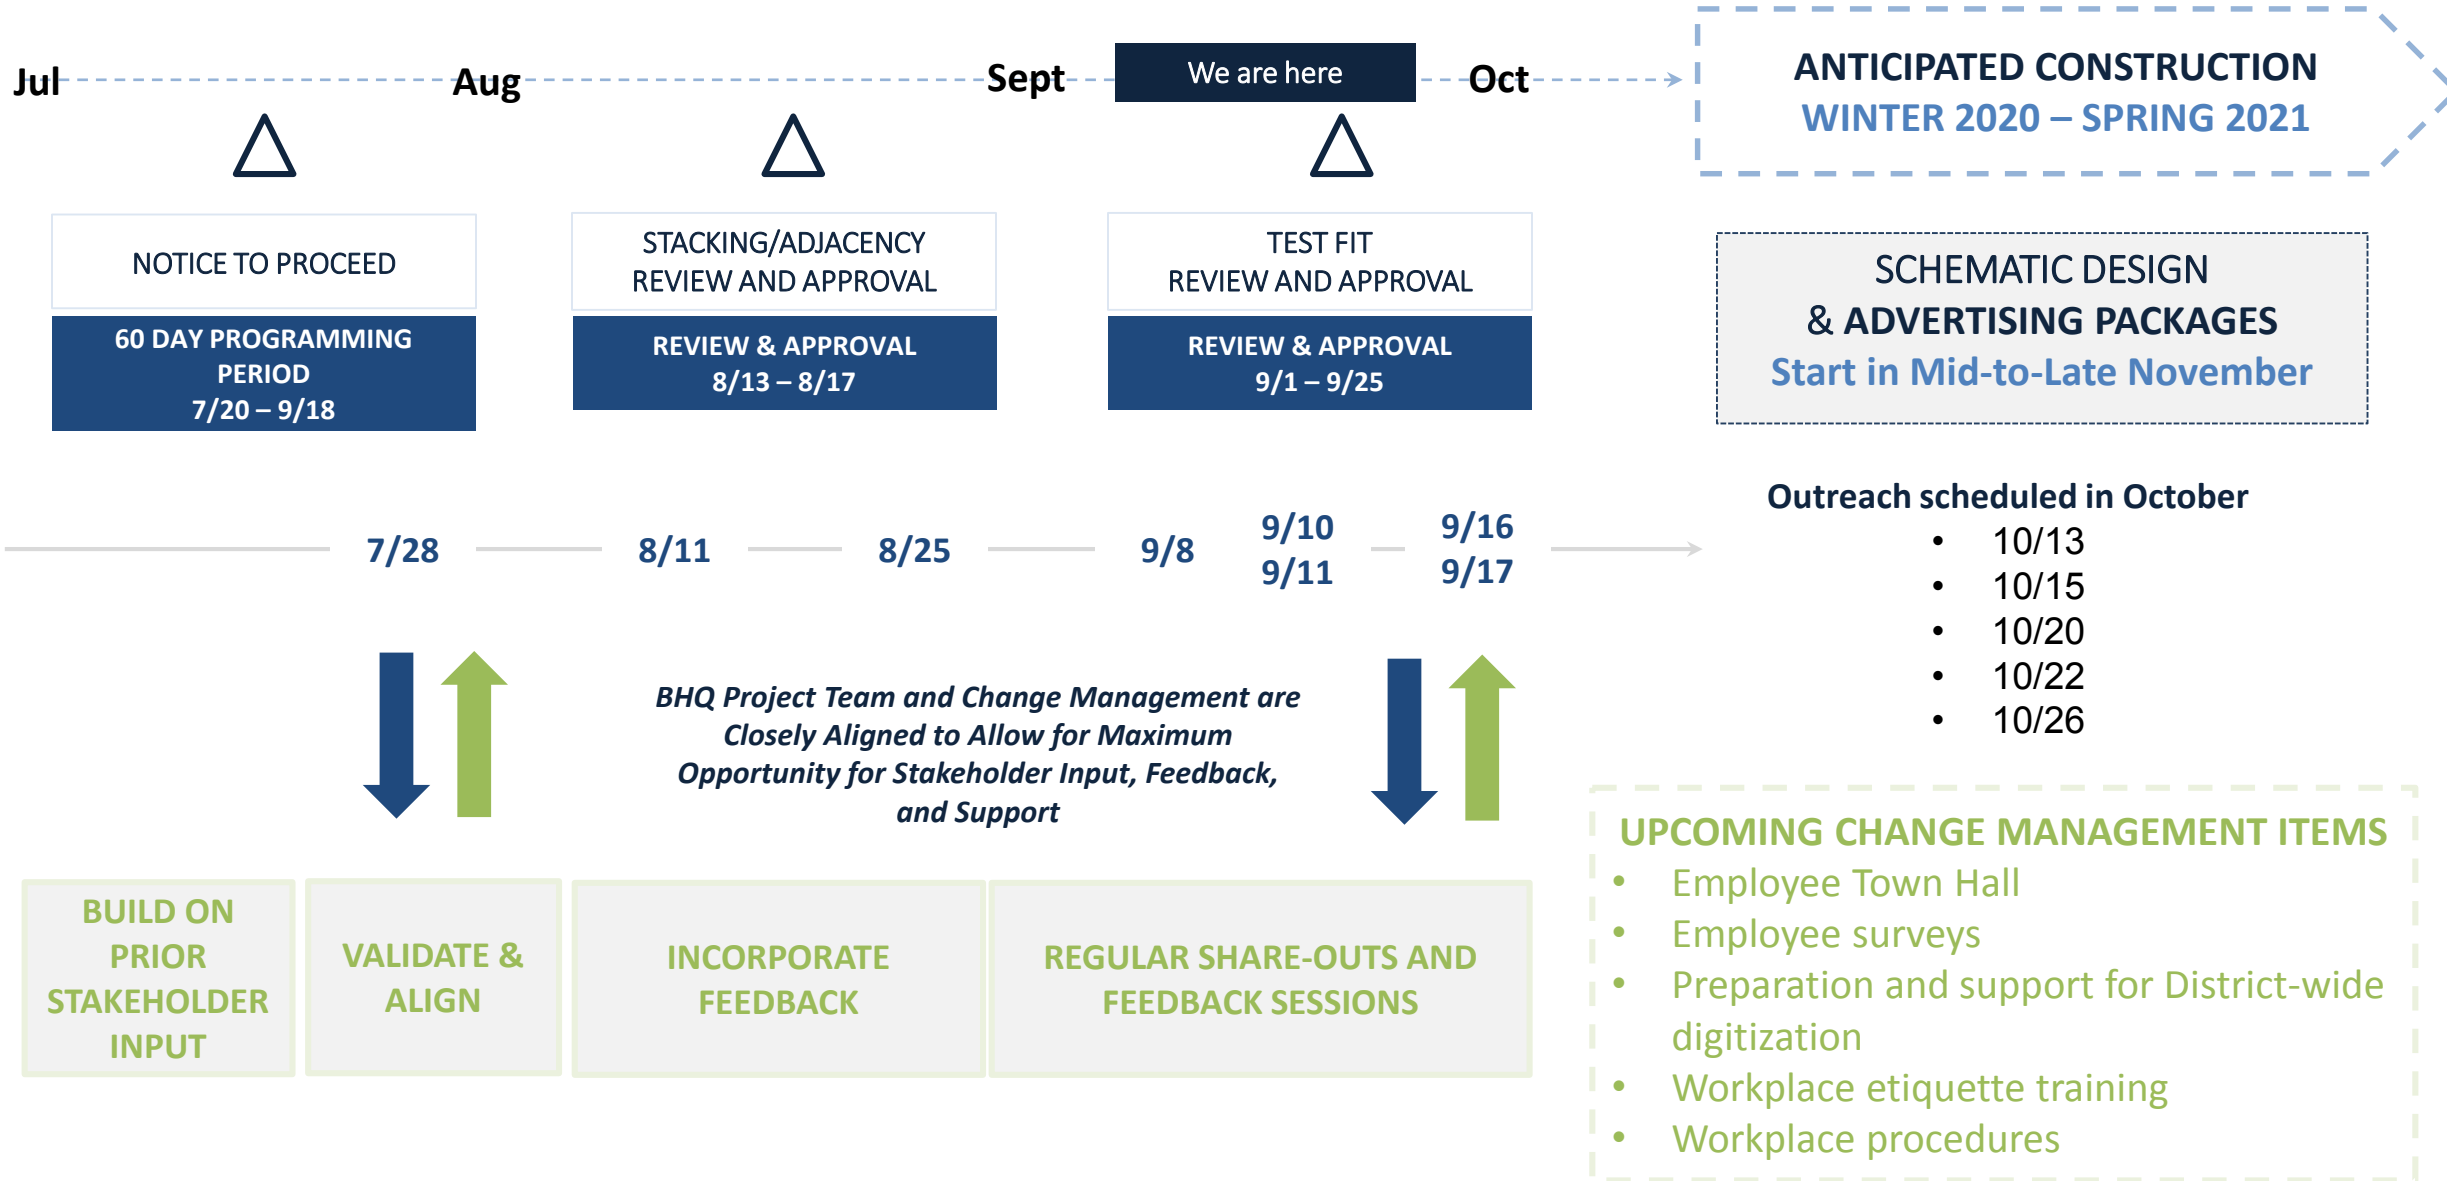 Jul
Aug
Sept
We are here
Oct
ANTICIPATED CONSTRUCTION
WINTER 2020 – SPRING 2021
NOTICE TO PROCEED
60 DAY PROGRAMMING
PERIOD
7/20 – 9/18
STACKING/ADJACENCY
REVIEW AND APPROVAL
REVIEW & APPROVAL
8/13 – 8/17
TEST FIT
REVIEW AND APPROVAL
REVIEW & APPROVAL
9/1 – 9/25
SCHEMATIC DESIGN
& ADVERTISING PACKAGES
Start in Mid-to-Late November
7/28
8/11
8/25
9/8
9/10
9/11
9/16
9/17
Outreach scheduled in October
• 10/13
• 10/15
• 10/20
• 10/22
• 10/26
BHQ Project Team and Change Management are
Closely Aligned to Allow for Maximum
Opportunity for Stakeholder Input, Feedback,
and Support
BUILD ON
PRIOR
STAKEHOLDER
INPUT
VALIDATE &
ALIGN
INCORPORATE
FEEDBACK
REGULAR SHARE-OUTS AND
FEEDBACK SESSIONS
UPCOMING CHANGE MANAGEMENT ITEMS
• Employee Town Hall
• Employee surveys
• Preparation and support for District-wide
digitization
• Workplace etiquette training
• Workplace procedures